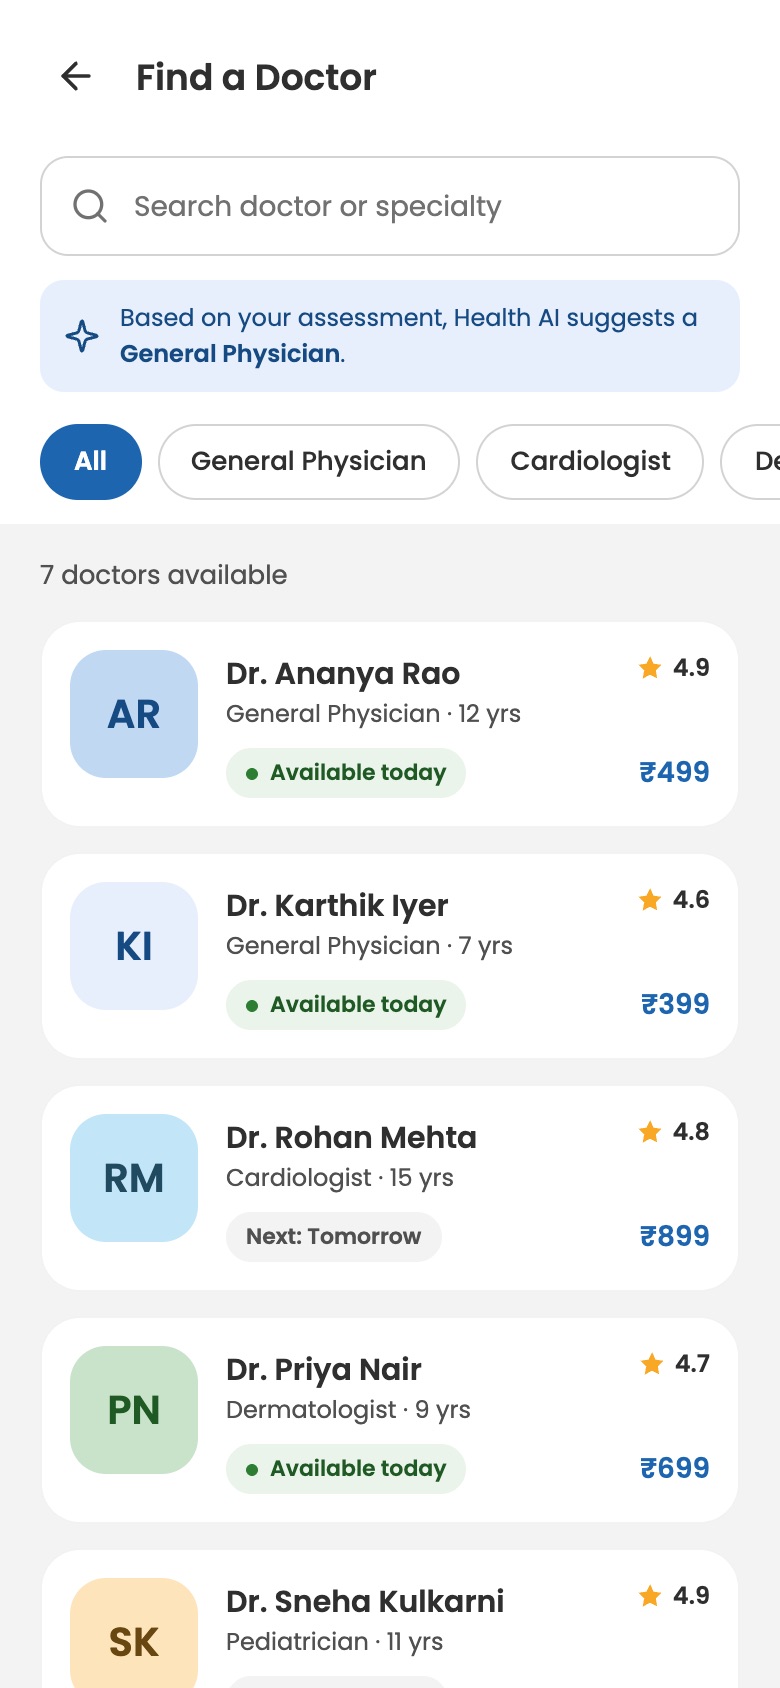 Find a Doctor
Search doctor or specialty
Based on your assessment, Health AI suggests a
General Physician.
All
General Physician
Cardiologist
7 doctors available
AR
Dr. Ananya Rao
4.9
General Physician · 12 yrs
Available today
₹499
KI
Dr. Karthik Iyer
4.6
General Physician · 7 yrs
Available today
₹399
RM
Dr. Rohan Mehta
4.8
Cardiologist · 15 yrs
Next: Tomorrow
₹899
PN
Dr. Priya Nair
4.7
Dermatologist · 9 yrs
Available today
₹699
SK
Dr. Sneha Kulkarni
4.9
Pediatrician · 11 yrs